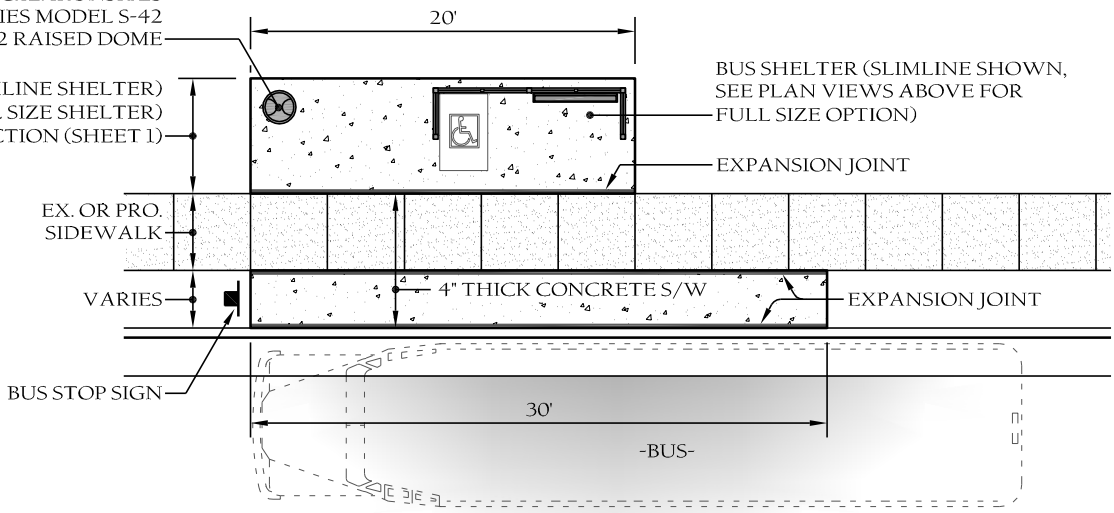 IES MODEL S-42
2 RAISED DOME
20'
LINE SHELTER)
SIZE SHELTER)
CTION (SHEET 1)
BUS SHELTER (SLIMLINE SHOWN,
SEE PLAN VIEWS ABOVE FOR
FULL SIZE OPTION)
EXPANSION JOINT
EX. OR PRO.
SIDEWALK
VARIES
4" THICK CONCRETE S/W
EXPANSION JOINT
BUS STOP SIGN
30'
-BUS-